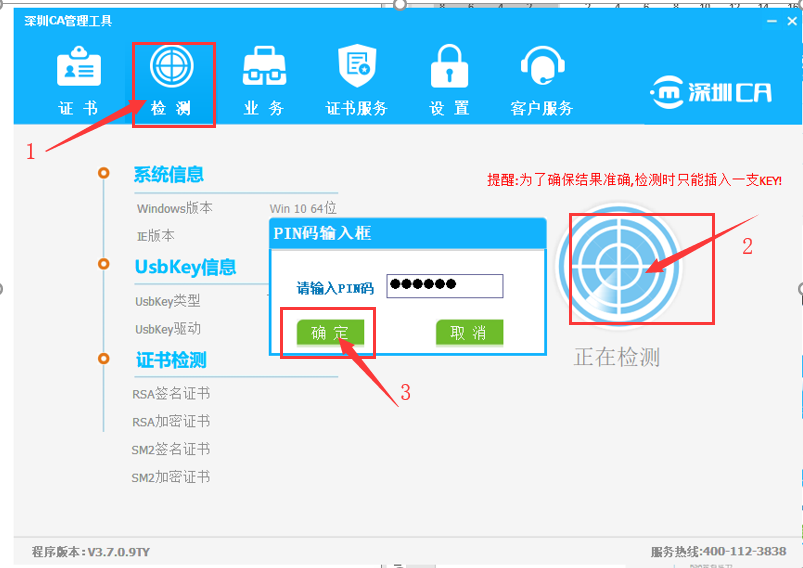 深圳CA管理工具
证书 检测 业务 证书服务 设置 客户服务
深圳CA
1
系统信息
提醒:为了确保结果准确,检测时只能插入一支KEY!
Windows版本 Win 10 64位
IE版本
PIN码输入框
2
UsbKey信息
请输入PIN码 ●●●●●●
UsbKey类型
UsbKey驱动
确定 取消
正在检测
证书检测
3
RSA签名证书
RSA加密证书
SM2签名证书
SM2加密证书
程序版本:V3.7.0.9TY 服务热线:400-112-3838